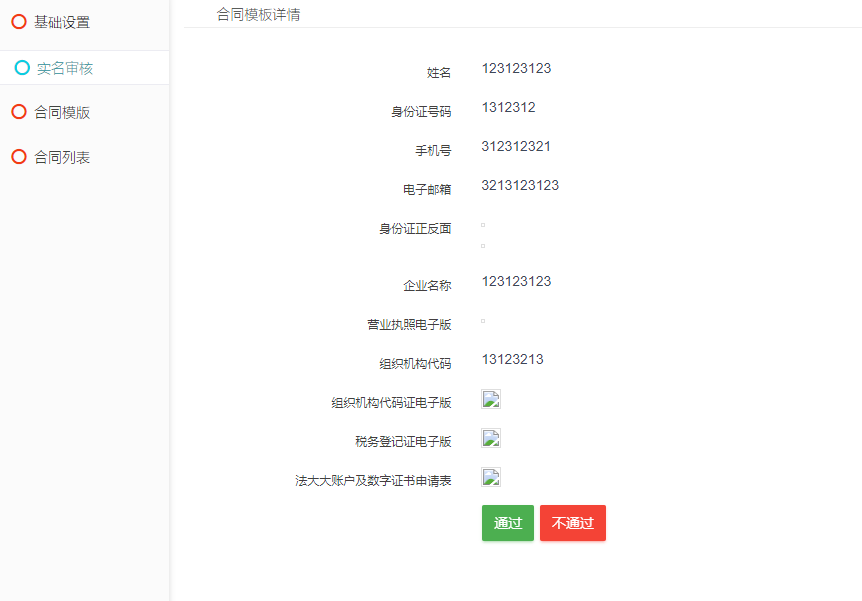 基础设置
实名审核
合同模版
合同列表
合同模板详情
姓名 123123123
身份证号码 1312312
手机号 312312321
电子邮箱 3213123123
身份证正反面
企业名称 123123123
营业执照电子版
组织机构代码 13123213
组织机构代码证电子版
税务登记证电子版
法大大账户及数字证书申请表
通过 不通过